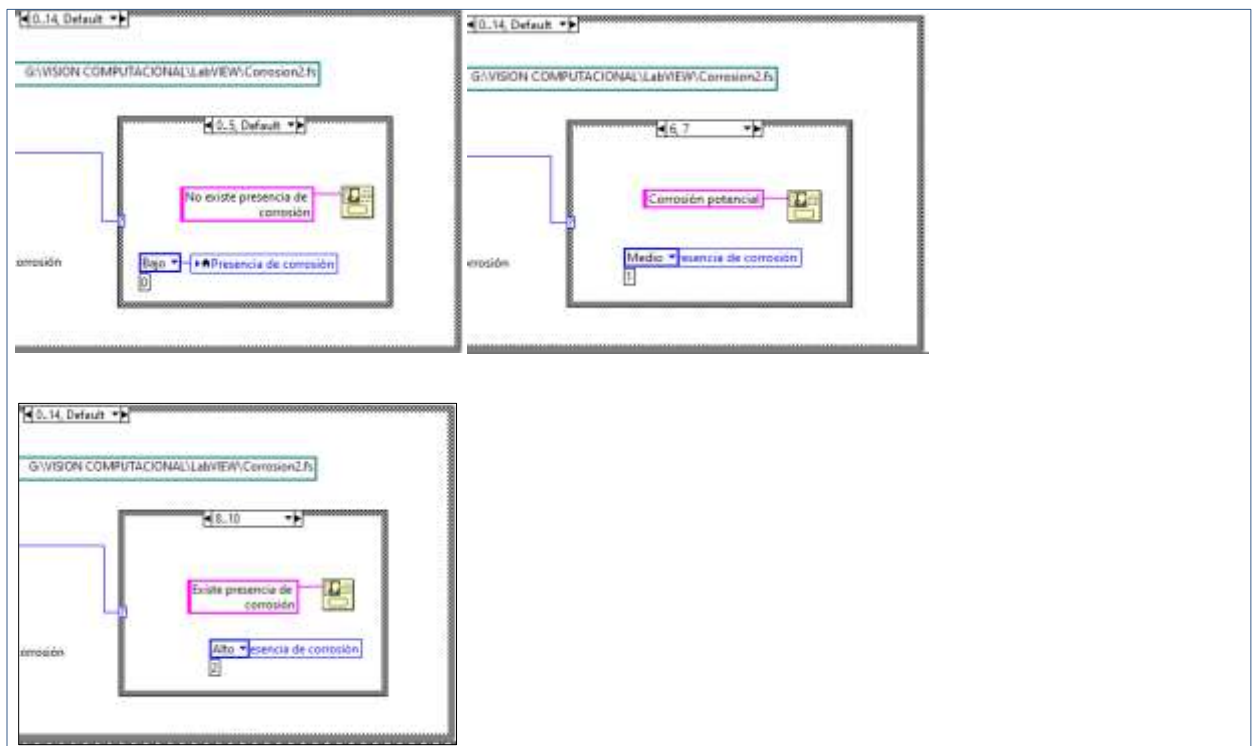 0..14, Default
G:\VISION COMPUTACIONAL\LabVIEW\Corrosion2.fs
0..5, Default
No existe presencia de
corrosión
orrosión
Bajo
Presencia de corrosión
0
0..14, Default
G:\VISION COMPUTACIONAL\LabVIEW\Corrosion2.fs
6, 7
Corrosión potencial
orrosión
Medio
esencia de corrosión
1
0..14, Default
G:\VISION COMPUTACIONAL\LabVIEW\Corrosion2.fs
8..10
Existe presencia de
corrosión
orrosión
Alto
esencia de corrosión
2